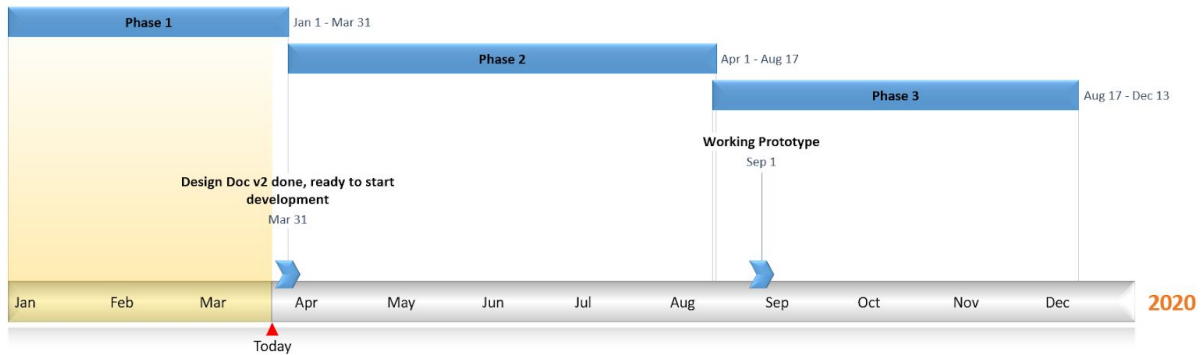 Phase 1
Jan 1 - Mar 31
Phase 2
Apr 1 - Aug 17
Phase 3
Aug 17 - Dec 13
Working Prototype
Sep 1
Design Doc v2 done, ready to start
development
Mar 31
Jan Feb Mar Apr May Jun Jul Aug Sep Oct Nov Dec 2020
Today